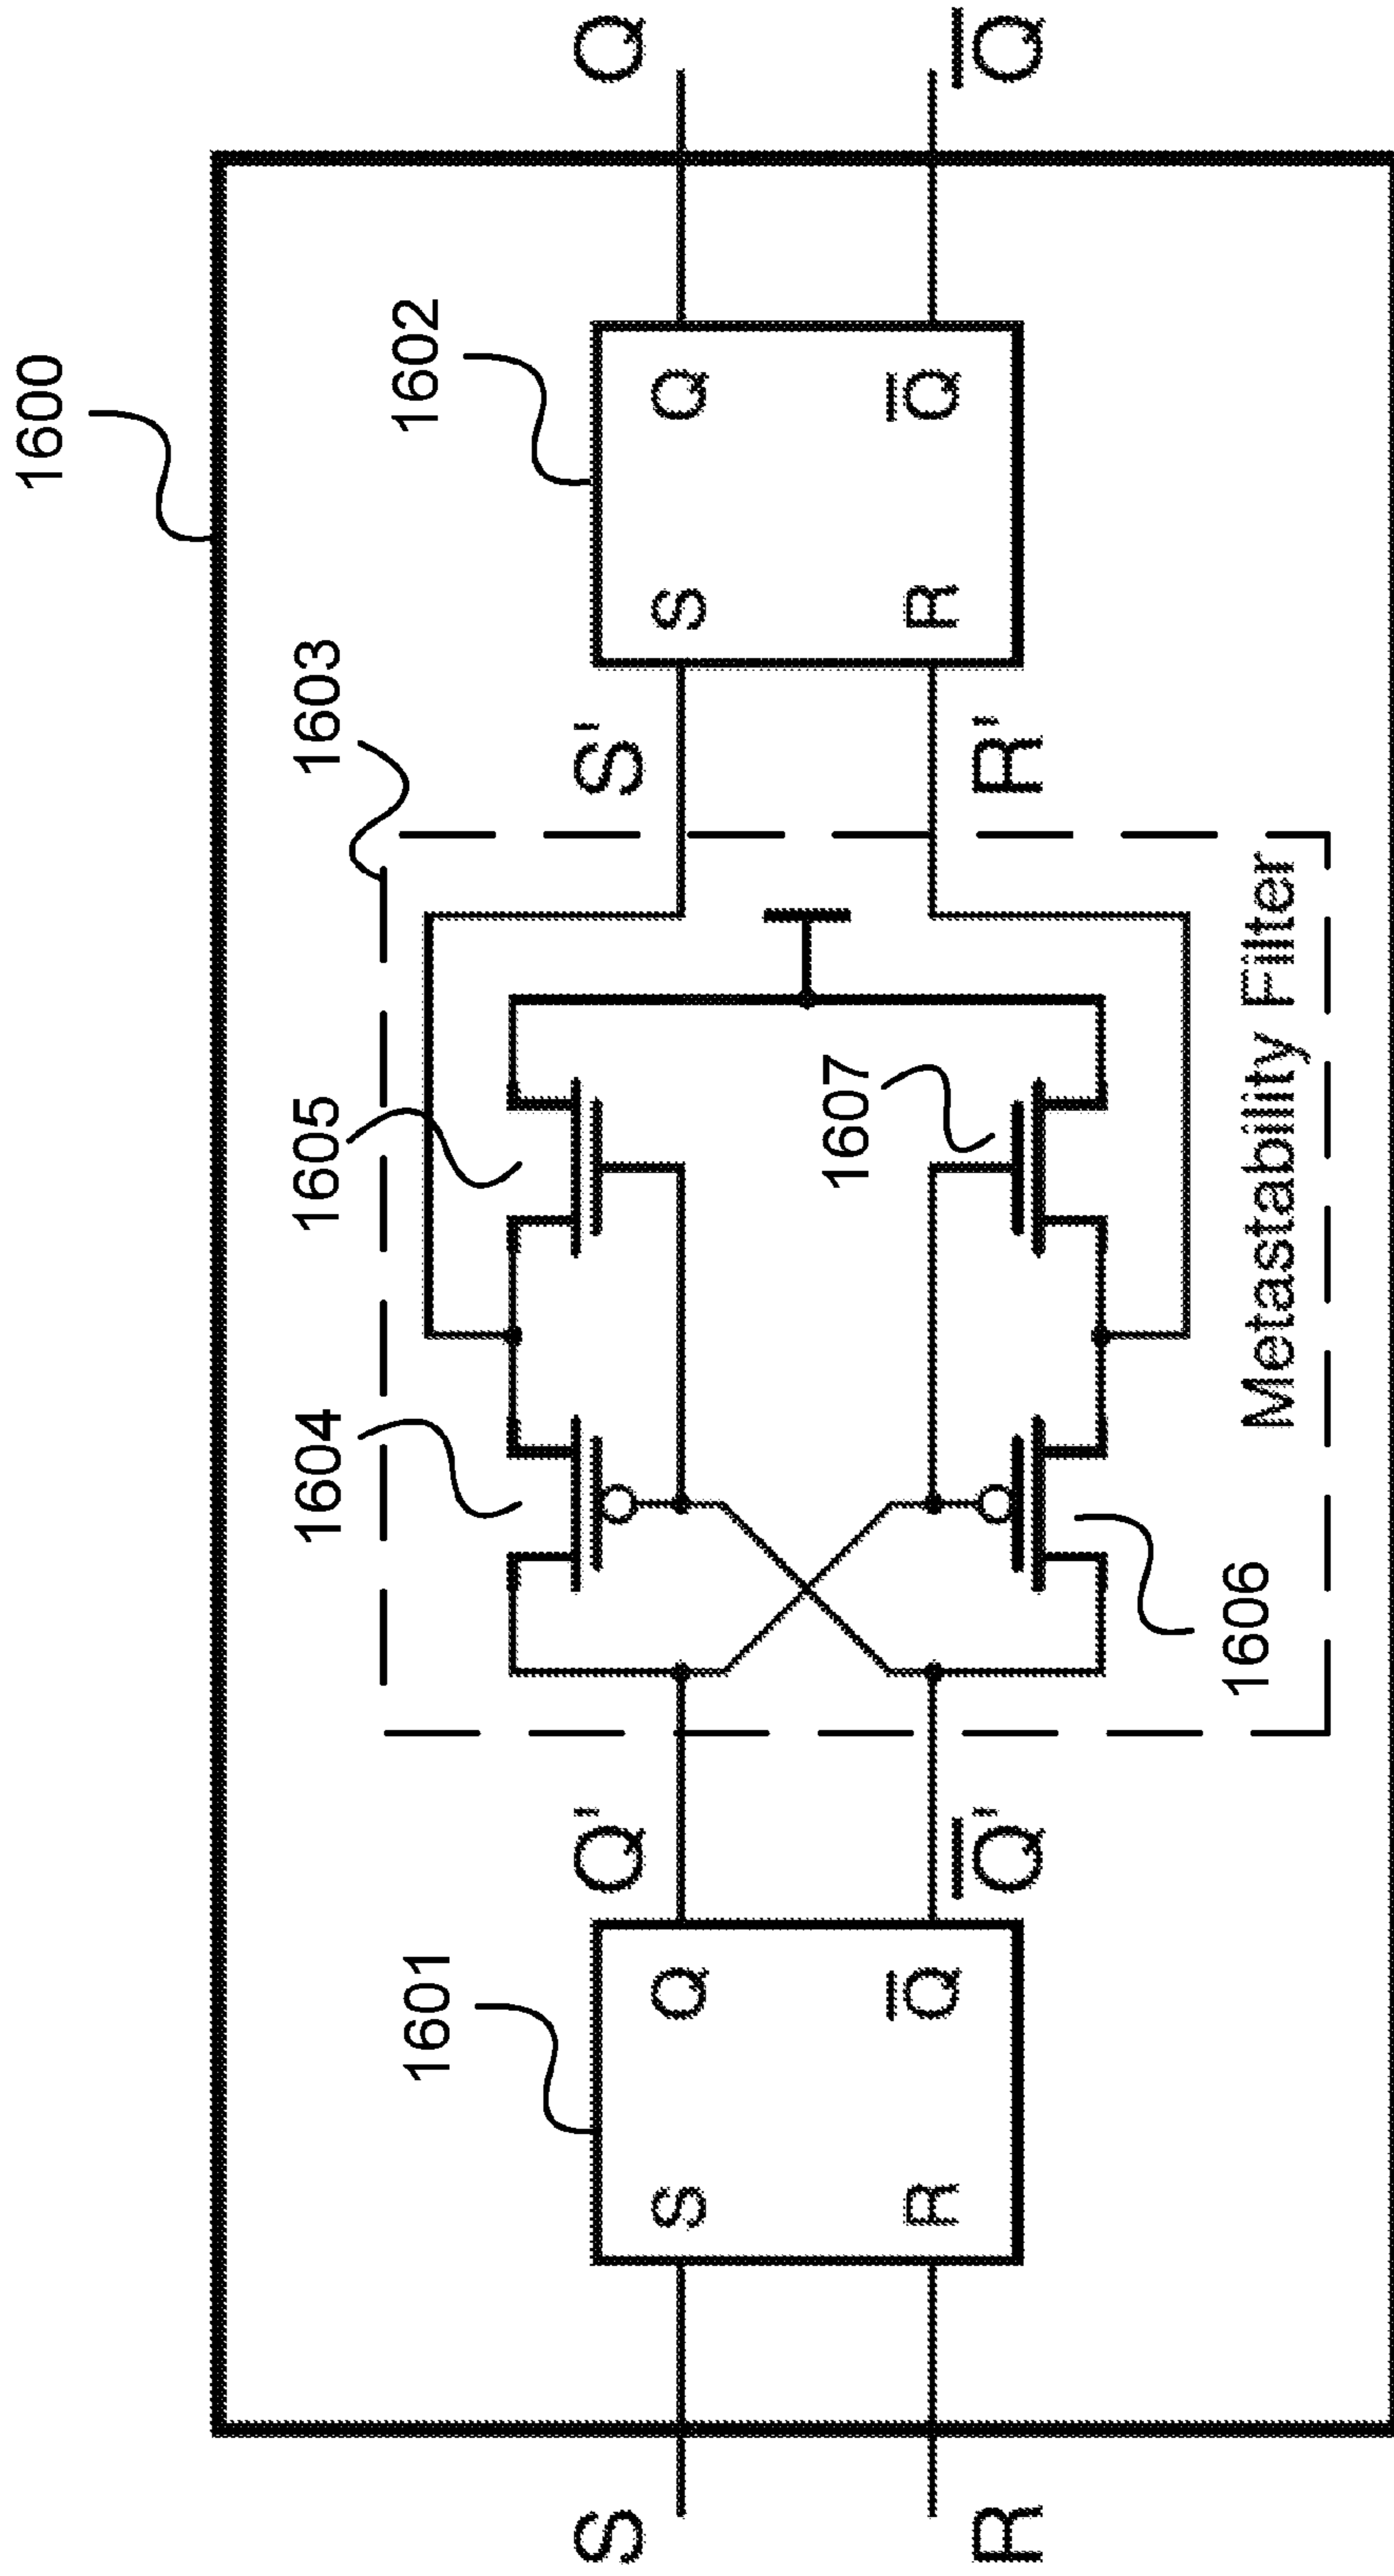 1600
1601
1603
1602
1604
1605
S
R
S
R
Q
Q̅
Q'
Q̅'
S'
R'
S
R
Q
Q̅
Q
Q̅
1606
1607
Metastability Filter